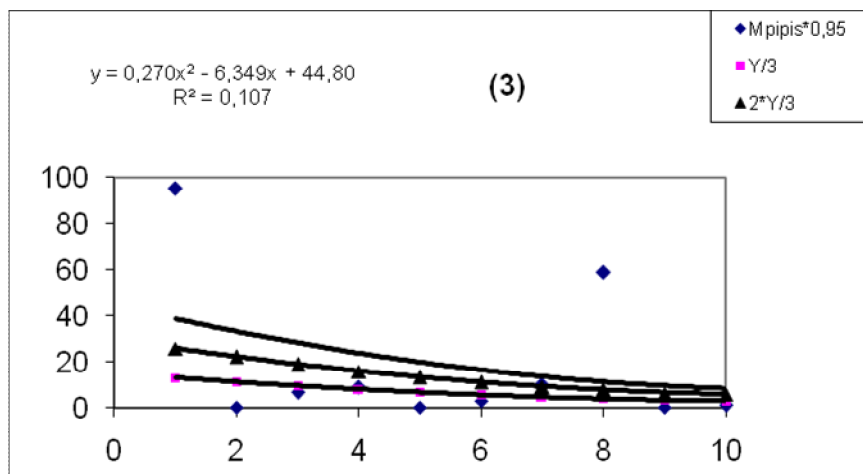 y = 0,270x² - 6,349x + 44,80
R² = 0,107
(3)
Mpipis*0,95
Y/3
2*Y/3
100
80
60
40
20
0
0 2 4 6 8 10